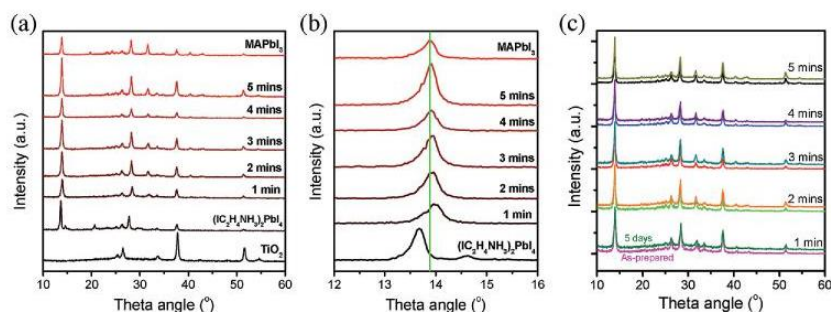 (a)
Intensity (a.u.)
MAPbI₃
5 mins
4 mins
3 mins
2 mins
1 min
(IC₂H₄NH₃)₂PbI₄
TiO₂
10 20 30 40 50 60
Theta angle (°)
(b)
Intensity (a.u.)
MAPbI₃
5 mins
4 mins
3 mins
2 mins
1 min
(IC₂H₄NH₃)₂PbI₄
12 13 14 15 16
Theta angle (°)
(c)
Intensity (a.u.)
5 mins
4 mins
3 mins
2 mins
5 days
1 min
As-prepared
10 20 30 40 50 60
Theta angle (°)